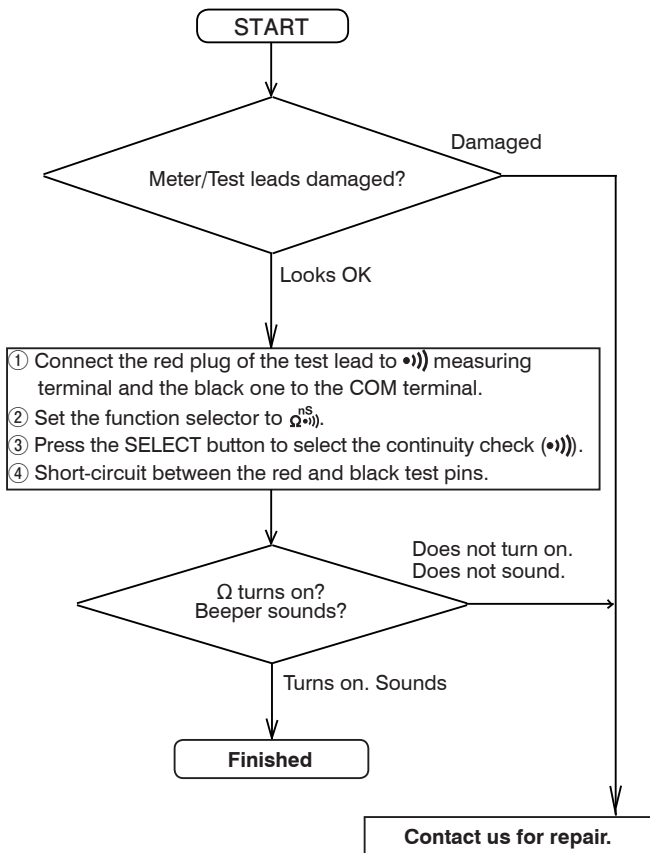 START
Damaged
Meter/Test leads damaged?
Looks OK
① Connect the red plug of the test lead to •))) measuring
terminal and the black one to the COM terminal.
② Set the function selector to Ω nS •))).
③ Press the SELECT button to select the continuity check (•))).
④ Short-circuit between the red and black test pins.
Does not turn on.
Does not sound.
Ω turns on?
Beeper sounds?
Turns on. Sounds
Finished
Contact us for repair.